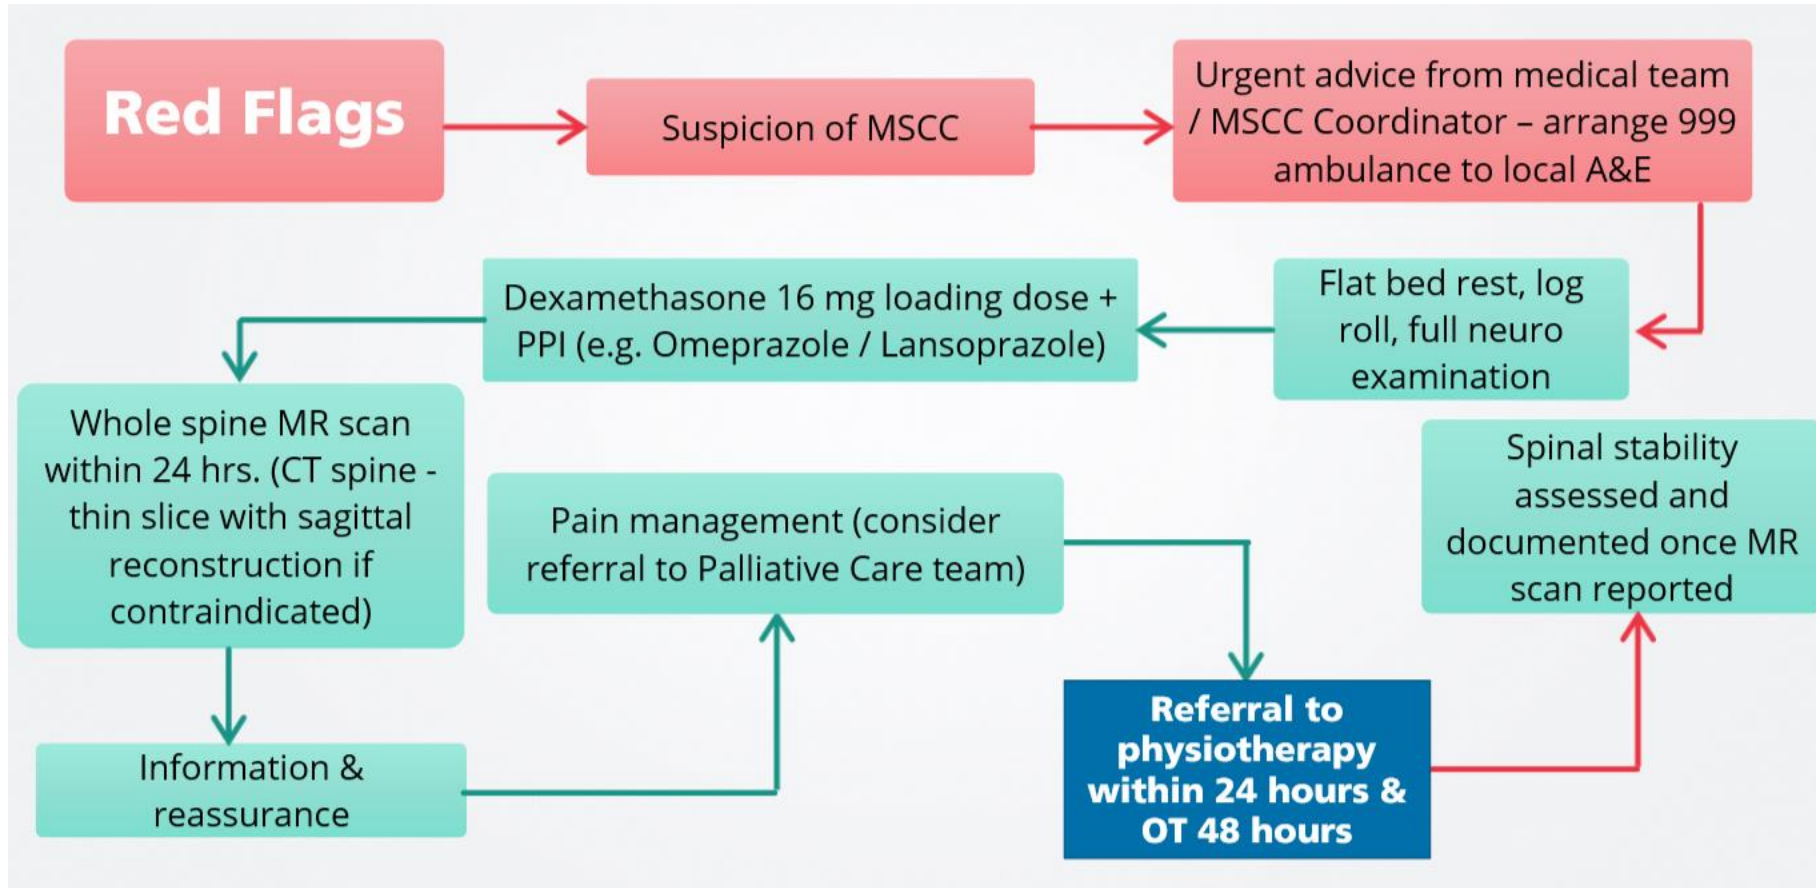 Red Flags
Suspicion of MSCC
Urgent advice from medical team
/ MSCC Coordinator – arrange 999
ambulance to local A&E
Flat bed rest, log
roll, full neuro
examination
Dexamethasone 16 mg loading dose +
PPI (e.g. Omeprazole / Lansoprazole)
Whole spine MR scan
within 24 hrs. (CT spine -
thin slice with sagittal
reconstruction if
contraindicated)
Information &
reassurance
Pain management (consider
referral to Palliative Care team)
Referral to
physiotherapy
within 24 hours &
OT 48 hours
Spinal stability
assessed and
documented once MR
scan reported